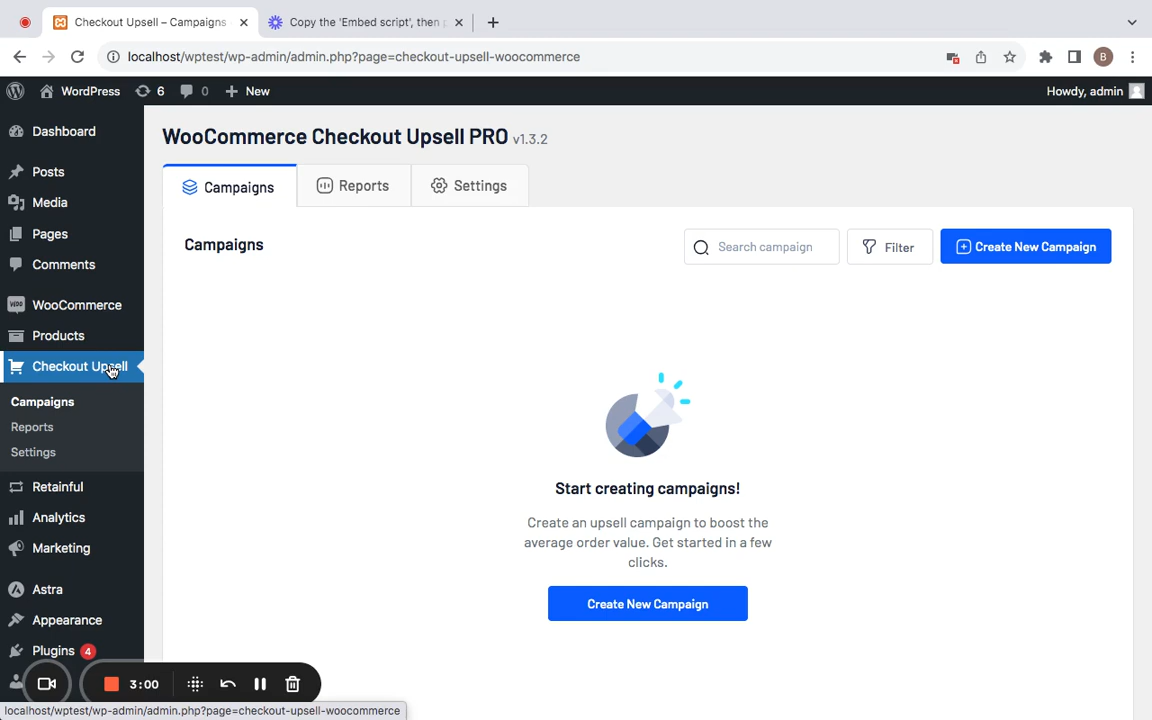 Checkout Upsell – Campaigns
Copy the 'Embed script', then p
localhost/wptest/wp-admin/admin.php?page=checkout-upsell-woocommerce
B
WordPress 6 0 New
Howdy, admin
Dashboard
Posts
Media
Pages
Comments
WooCommerce
Products
Checkout Upsell
Campaigns
Reports
Settings
Retainful
Analytics
Marketing
Astra
Appearance
Plugins 4
WooCommerce Checkout Upsell PRO v1.3.2
Campaigns
Reports
Settings
Campaigns
Search campaign
Filter
Create New Campaign
Start creating campaigns!
Create an upsell campaign to boost the
average order value. Get started in a few
clicks.
Create New Campaign
3:00
localhost/wptest/wp-admin/admin.php?page=checkout-upsell-woocommerce